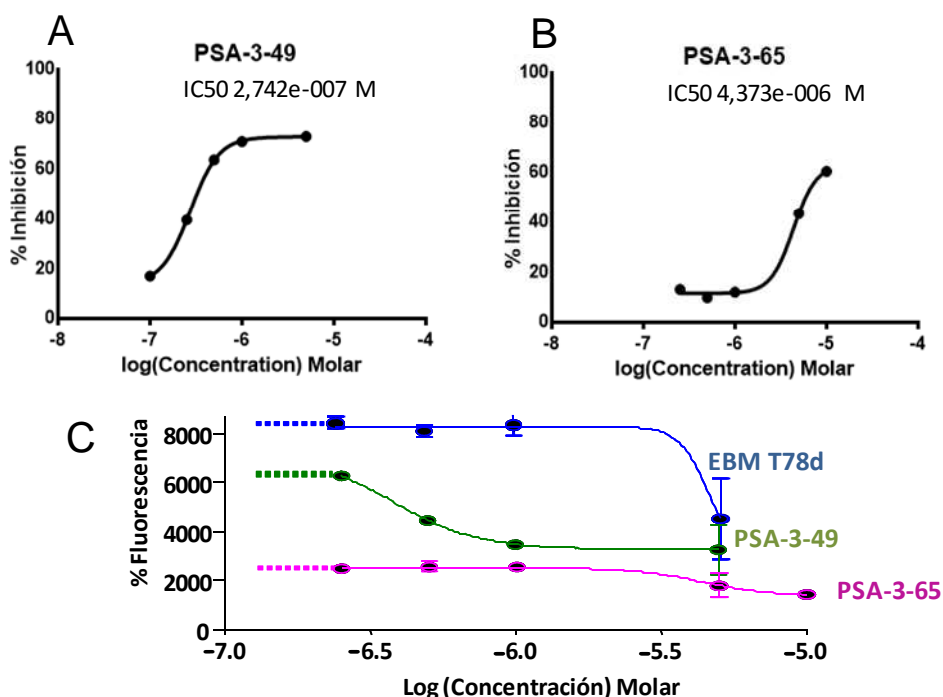 A
PSA-3-49
IC50 2,742e-007 M
% Inhibición
100
80
60
40
20
0
-8
-7
-6
-5
-4
log(Concentration) Molar
B
PSA-3-65
IC50 4,373e-006 M
% Inhibición
100
80
60
40
20
0
-8
-7
-6
-5
-4
log(Concentration) Molar
C
% Fluorescencia
8000
6000
4000
2000
0
EBM T78d
PSA-3-49
PSA-3-65
−7.0
−6.5
−6.0
−5.5
−5.0
Log (Concentración) Molar